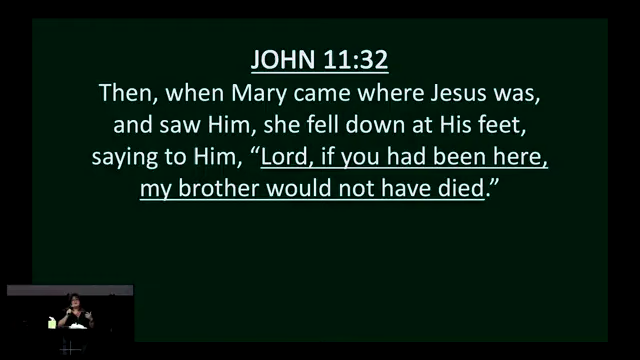 JOHN 11:32
Then, when Mary came where Jesus was,
and saw Him, she fell down at His feet,
saying to Him, “Lord, if you had been here,
my brother would not have died.”